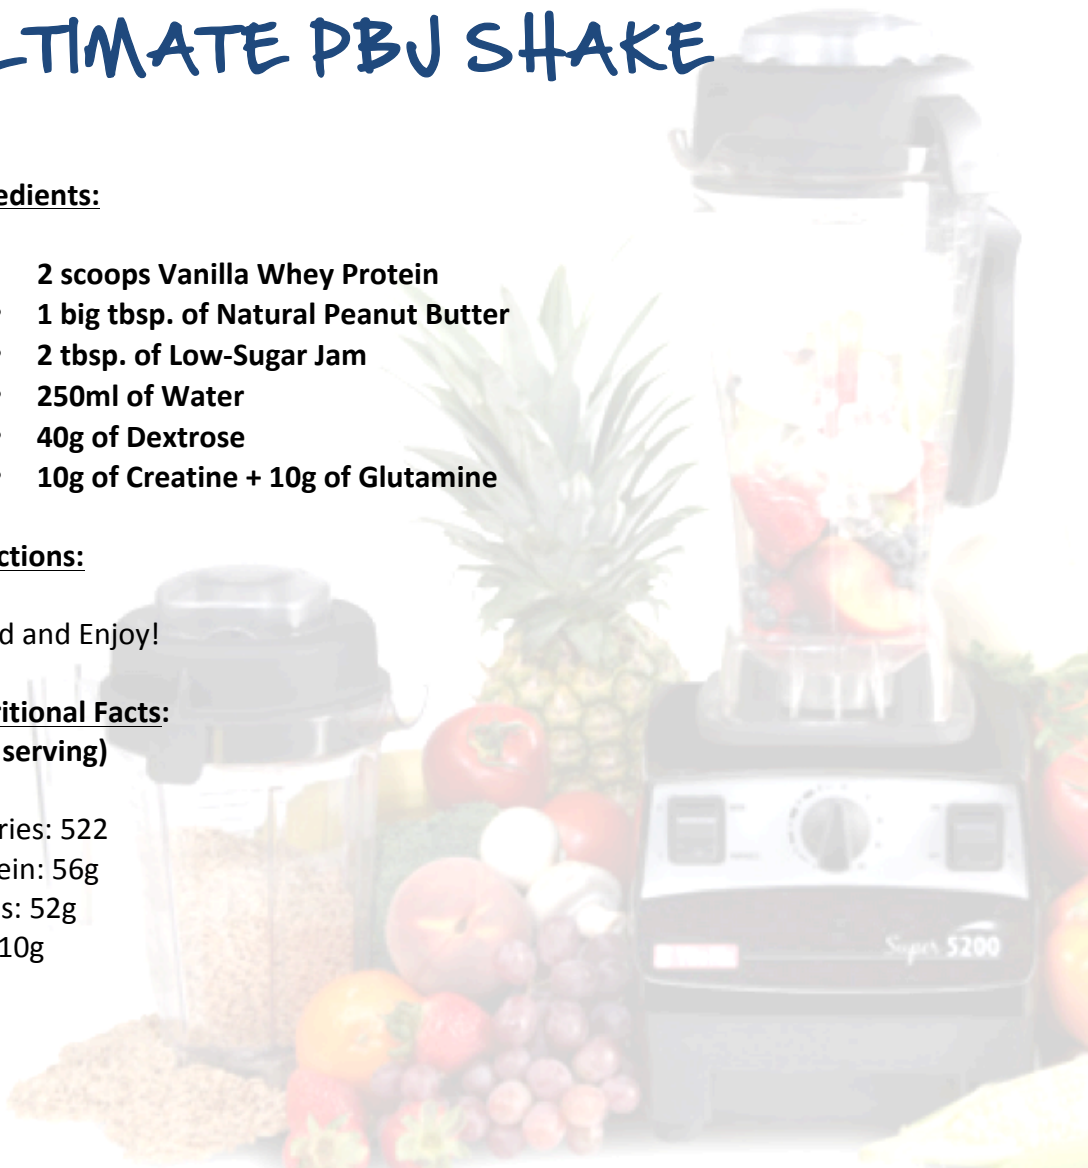 LTIMATE PBJ SHAKE
edients:
2 scoops Vanilla Whey Protein
• 1 big tbsp. of Natural Peanut Butter
• 2 tbsp. of Low-Sugar Jam
• 250ml of Water
• 40g of Dextrose
• 10g of Creatine + 10g of Glutamine
ctions:
d and Enjoy!
ritional Facts:
serving)
ries: 522
ein: 56g
s: 52g
10g
Super 5200